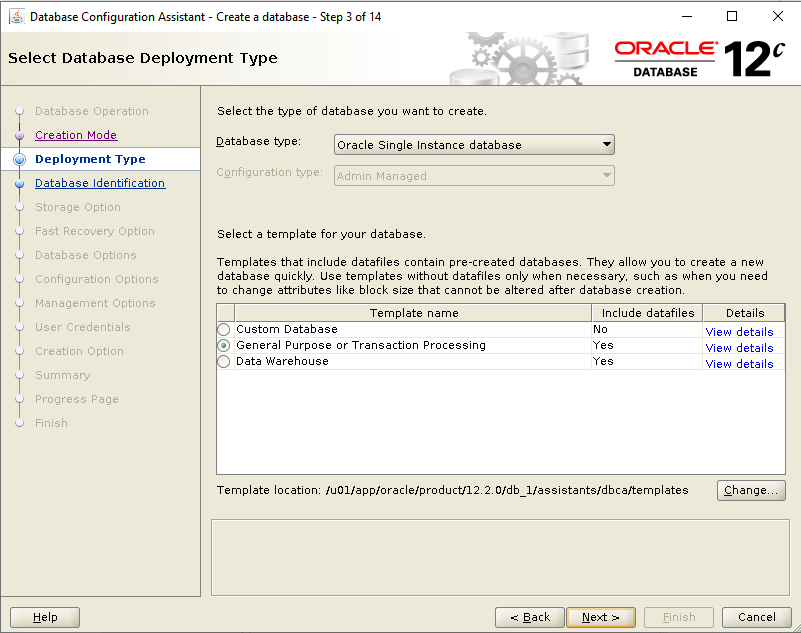 Database Configuration Assistant - Create a database - Step 3 of 14
Select Database Deployment Type
ORACLE®
DATABASE
12c
Database Operation
Creation Mode
Deployment Type
Database Identification
Storage Option
Fast Recovery Option
Database Options
Configuration Options
Management Options
User Credentials
Creation Option
Summary
Progress Page
Finish
Select the type of database you want to create.
Database type: Oracle Single Instance database
Configuration type: Admin Managed
Select a template for your database.
Templates that include datafiles contain pre-created databases. They allow you to create a new
database quickly. Use templates without datafiles only when necessary, such as when you need
to change attributes like block size that cannot be altered after database creation.
Template name Include datafiles Details
Custom Database No View details
General Purpose or Transaction Processing Yes View details
Data Warehouse Yes View details
Template location: /u01/app/oracle/product/12.2.0/db_1/assistants/dbca/templates Change...
Help < Back Next > Finish Cancel